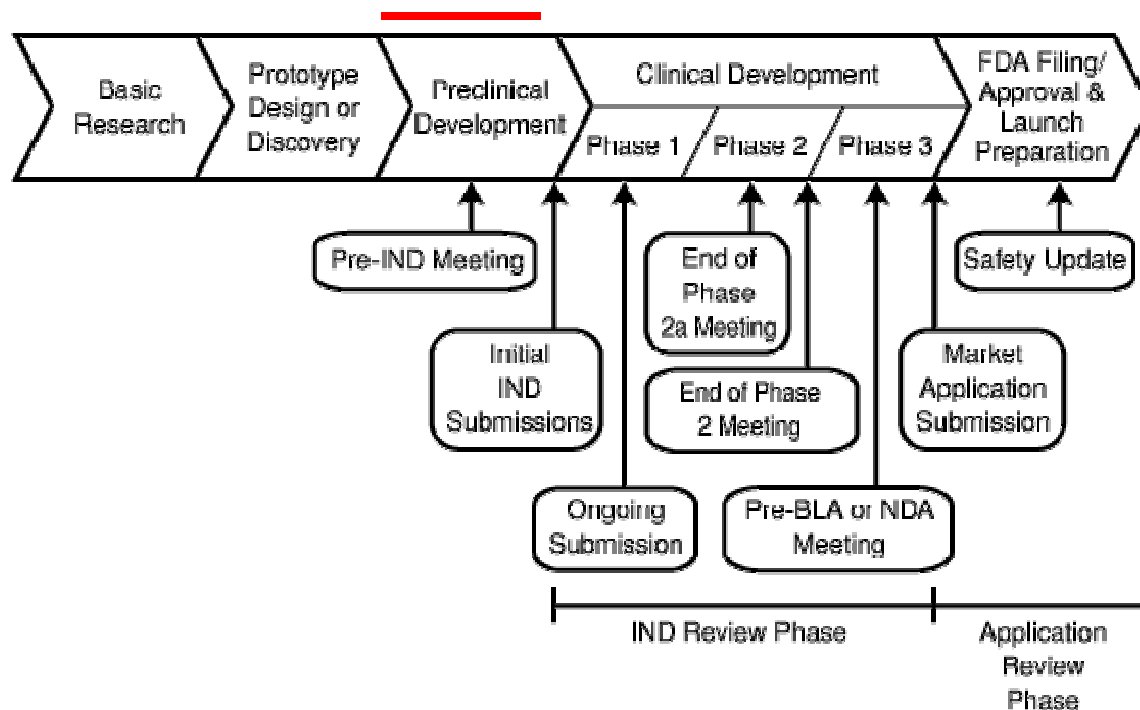 Basic
Research
Prototype
Design or
Discovery
Preclinical
Development
Clinical Development
Phase 1
Phase 2
Phase 3
FDA Filing/
Approval &
Launch
Preparation
Pre-IND Meeting
End of
Phase
2a Meeting
Safety Update
Initial
IND
Submissions
End of Phase
2 Meeting
Market
Application
Submission
Ongoing
Submission
Pre-BLA or NDA
Meeting
IND Review Phase
Application
Review
Phase